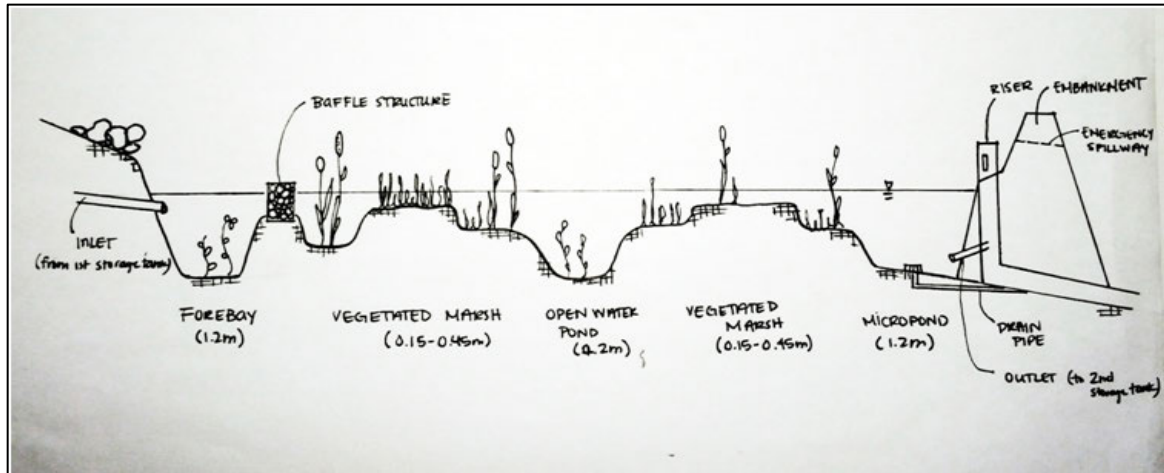 BAFFLE STRUCTURE
RISER
EMBANKMENT
EMERGENCY
SPILLWAY
INLET
(from 1st storage tank)
FOREBAY
(1.2m)
VEGETATED MARSH
(0.15-0.45m)
OPEN WATER
POND
(1.2m)
VEGETATED
MARSH
(0.15-0.45m)
MICROPOND
(1.2m)
DRAIN
PIPE
OUTLET (to 2nd
storage tank)